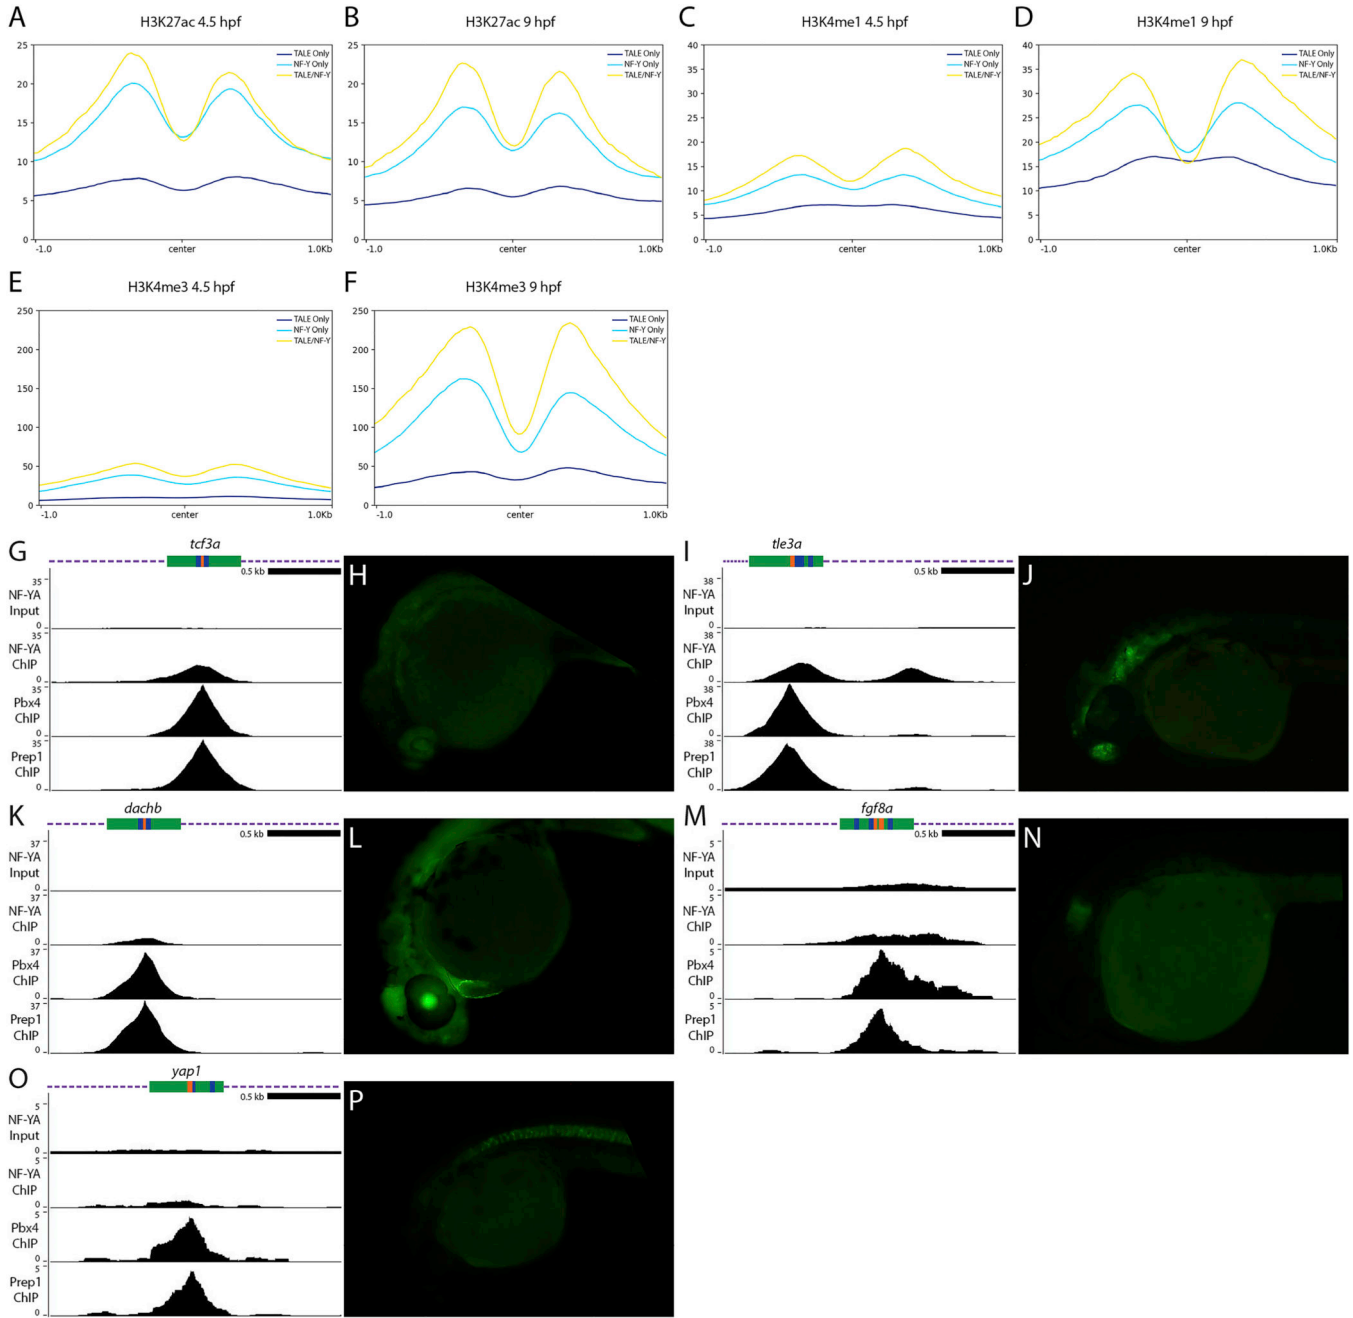 A H3K27ac 4.5 hpf
25
20
15
10
5
0
TALE Only
NF-Y Only
TALE/NF-Y
-1.0 center 1.0Kb
B H3K27ac 9 hpf
25
20
15
10
5
0
TALE Only
NF-Y Only
TALE/NF-Y
-1.0 center 1.0Kb
C H3K4me1 4.5 hpf
40
35
30
25
20
15
10
5
0
TALE Only
NF-Y Only
TALE/NF-Y
-1.0 center 1.0Kb
D H3K4me1 9 hpf
40
35
30
25
20
15
10
5
0
TALE Only
NF-Y Only
TALE/NF-Y
-1.0 center 1.0Kb
E H3K4me3 4.5 hpf
250
200
150
100
50
0
TALE Only
NF-Y Only
TALE/NF-Y
-1.0 center 1.0Kb
F H3K4me3 9 hpf
250
200
150
100
50
0
TALE Only
NF-Y Only
TALE/NF-Y
-1.0 center 1.0Kb
G tcf3a
0.5 kb
35
NF-YA
Input
0
35
NF-YA
ChIP
0
35
Pbx4
ChIP
0
35
Prep1
ChIP
0
H
I tle3a
0.5 kb
38
NF-YA
Input
0
38
NF-YA
ChIP
0
38
Pbx4
ChIP
0
38
Prep1
ChIP
0
J
K dachb
0.5 kb
37
NF-YA
Input
0
37
NF-YA
ChIP
0
37
Pbx4
ChIP
0
37
Prep1
ChIP
0
L
M fgf8a
0.5 kb
5
NF-YA
Input
0
5
NF-YA
ChIP
0
5
Pbx4
ChIP
0
5
Prep1
ChIP
0
N
O yap1
0.5 kb
5
NF-YA
Input
0
5
NF-YA
ChIP
0
5
Pbx4
ChIP
0
5
Prep1
ChIP
0
P